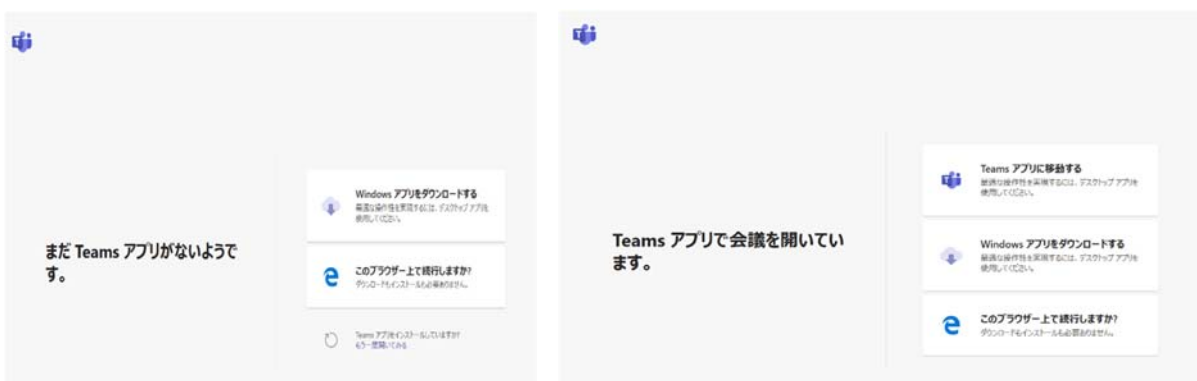 まだ Teams アプリがないようで
す。
Windows アプリをダウンロードする
最適な操作性を実現するには、デスクトップ アプリを
使用してください。
このブラウザー上で続行しますか?
ダウンロードもインストールも必要ありません。
Teams アプリをインストールしていますか?
もう一度開いてみる
Teams アプリで会議を開いてい
ます。
Teams アプリに移動する
最適な操作性を実現するには、デスクトップ アプリを
使用してください。
Windows アプリをダウンロードする
最適な操作性を実現するには、デスクトップ アプリを
使用してください。
このブラウザー上で続行しますか?
ダウンロードもインストールも必要ありません。